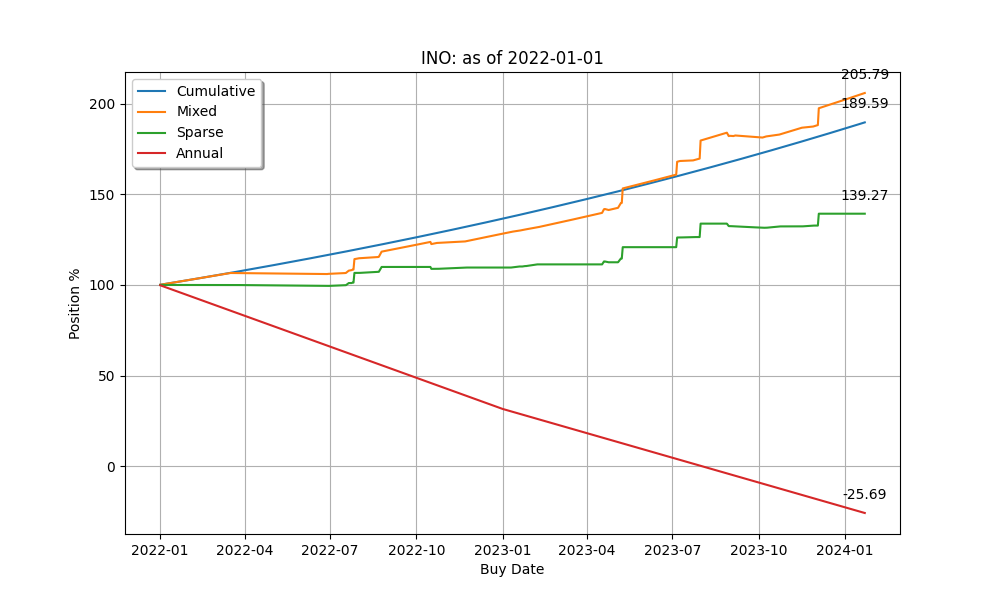 INO: as of 2022-01-01
205.79
189.59
139.27
-25.69
Cumulative
Mixed
Sparse
Annual
Position %
200
150
100
50
0
2022-01
2022-04
2022-07
2022-10
2023-01
2023-04
2023-07
2023-10
2024-01
Buy Date